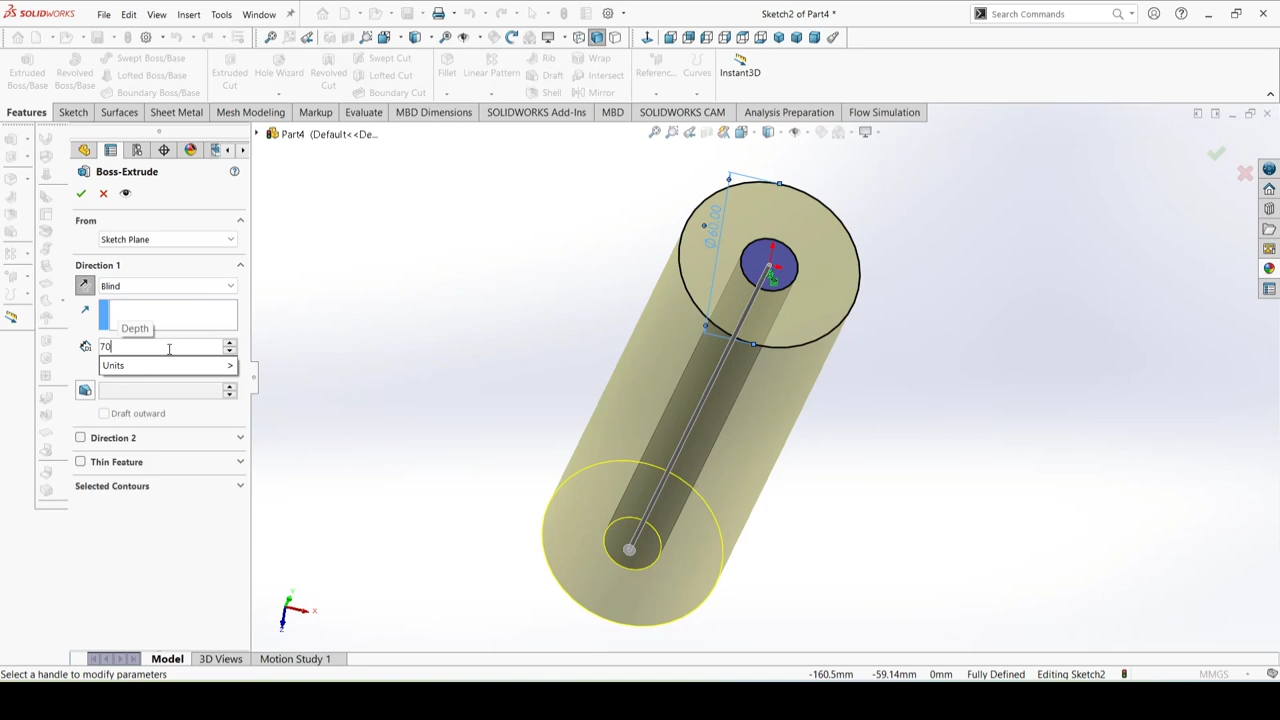 SOLIDWORKS File Edit View Insert Tools Window Sketch2 of Part4 * Search Commands
Extruded Boss/Base Revolved Boss/Base Swept Boss/Base Lofted Boss/Base Boundary Boss/Base Extruded Cut Hole Wizard Revolved Cut Swept Cut Lofted Cut Boundary Cut Fillet Linear Pattern Rib Draft Shell Wrap Intersect Mirror Referenc... Curves Instant3D
Features Sketch Surfaces Sheet Metal Mesh Modeling Markup Evaluate MBD Dimensions SOLIDWORKS Add-Ins MBD SOLIDWORKS CAM Analysis Preparation Flow Simulation
Part4 (Default<<De...
Boss-Extrude
From
Sketch Plane
Direction 1
Blind
Depth
70
Units >
Draft outward
Direction 2
Thin Feature
Selected Contours
Ø60.00
Y
X
Z
Model 3D Views Motion Study 1
Select a handle to modify parameters -160.5mm -59.14mm 0mm Fully Defined Editing Sketch2 MMGS